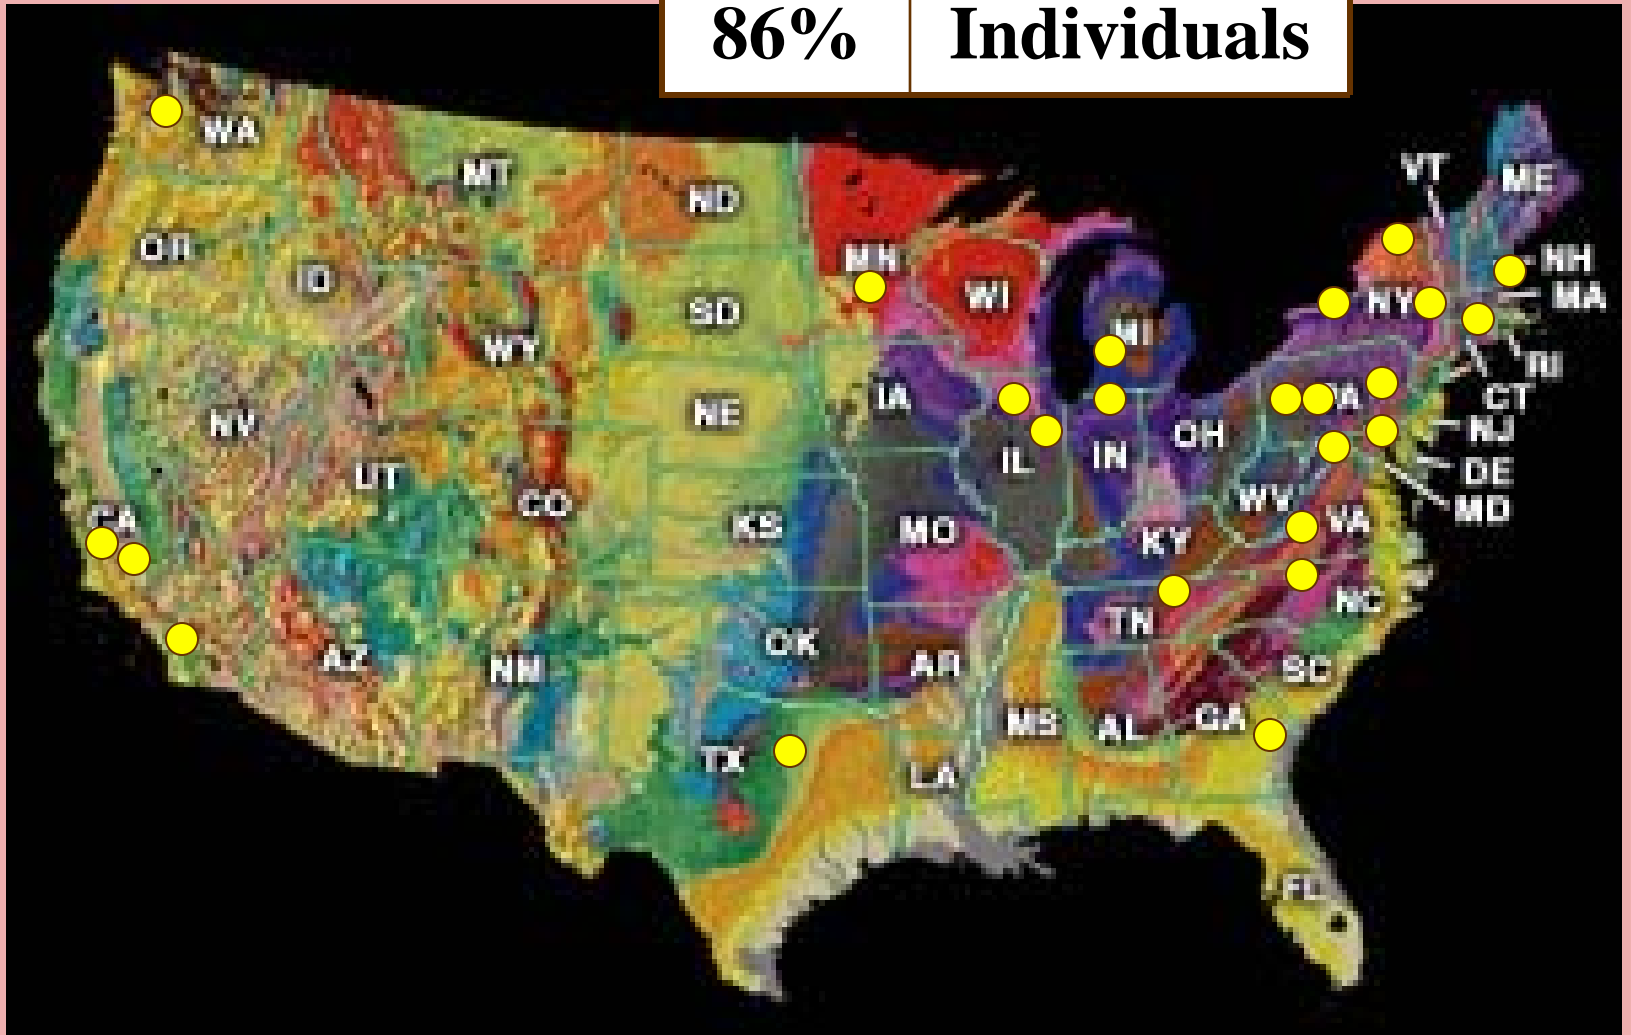 86% Individuals
VT
WA
MT
ME
ND
OR
MN
NH
ID
WI
MA
NY
SD
MI
WY
RI
IA
PA
CT
NE
NV
OH
NJ
IL
IN
UT
DE
CO
WV
MD
CA
KS
MO
VA
KY
NC
TN
OK
AZ
NM
AR
SC
MS
AL
GA
TX
LA
FL